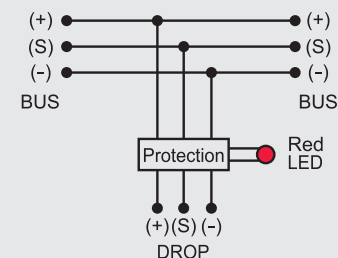 (+) (+)
(S) (S)
(-) (-)
BUS BUS
Protection
Red
LED
(+) (S) (-)
DROP